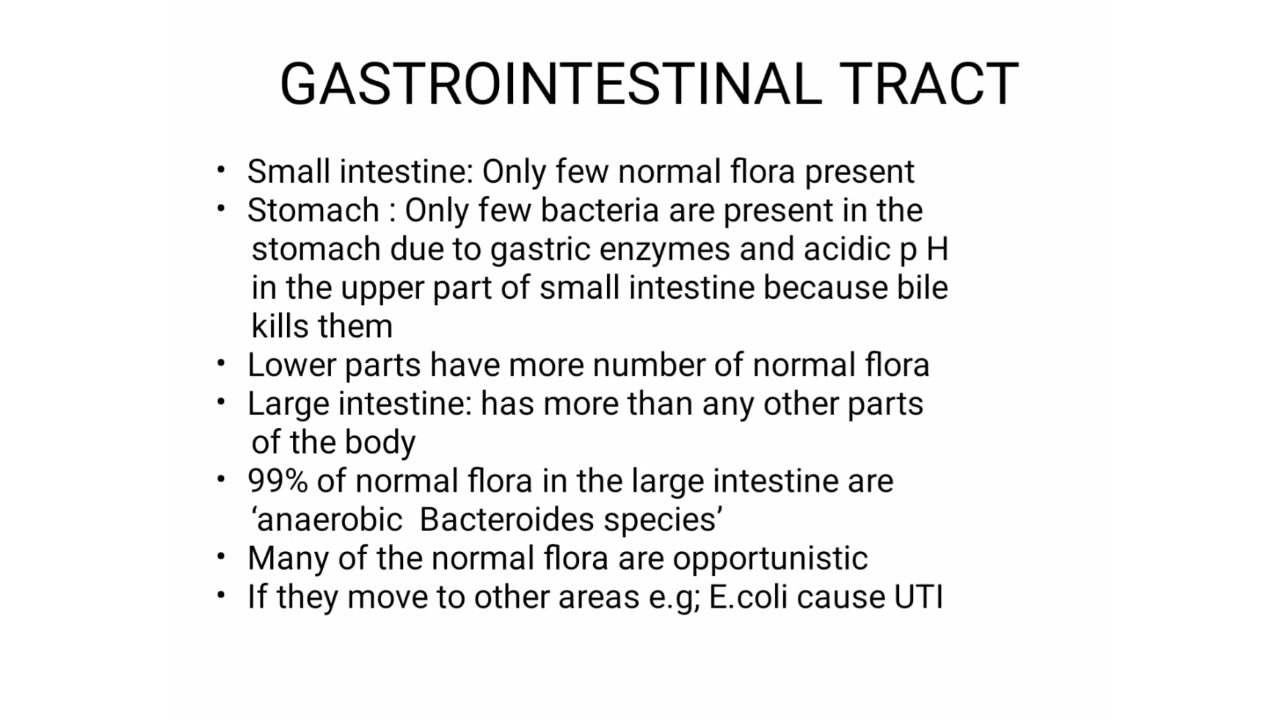 GASTROINTESTINAL TRACT
• Small intestine: Only few normal flora present
• Stomach : Only few bacteria are present in the
stomach due to gastric enzymes and acidic p H
in the upper part of small intestine because bile
kills them
• Lower parts have more number of normal flora
• Large intestine: has more than any other parts
of the body
• 99% of normal flora in the large intestine are
‘anaerobic  Bacteroides species’
• Many of the normal flora are opportunistic
• If they move to other areas e.g; E.coli cause UTI